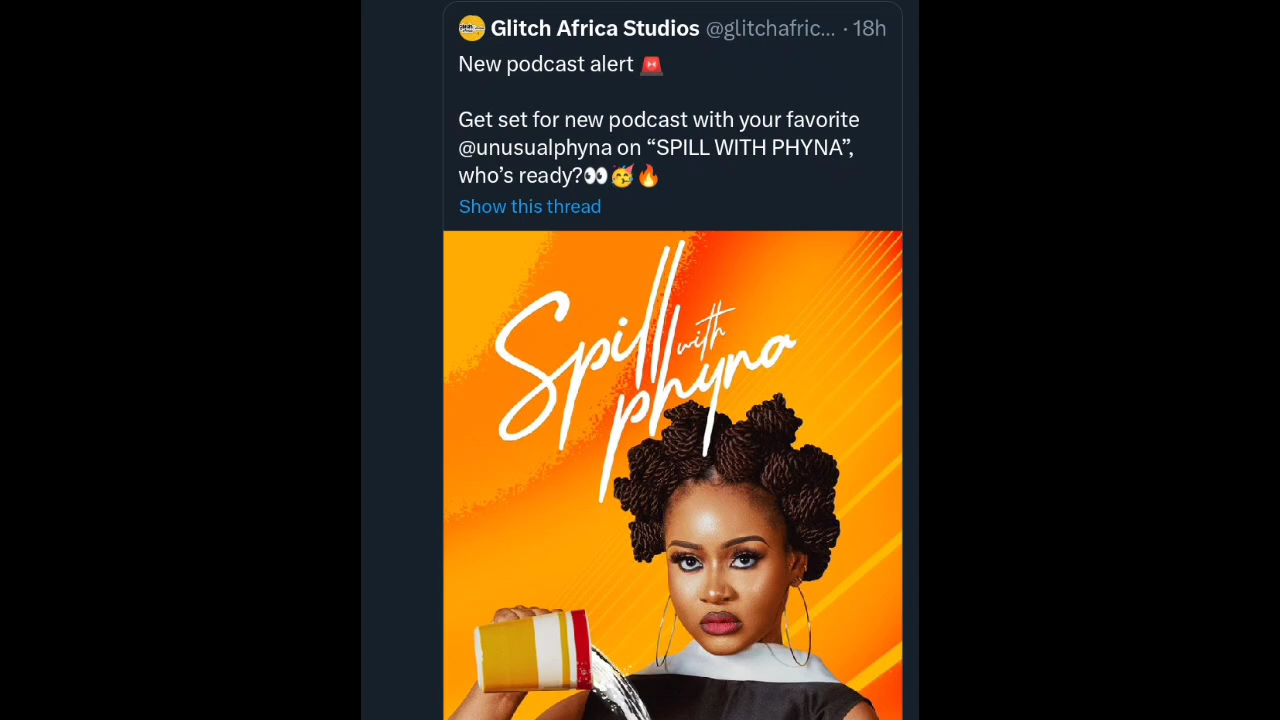 Glitch Africa Studios @glitchafric... · 18h
New podcast alert 🚨
Get set for new podcast with your favorite
@unusualphyna on “SPILL WITH PHYNA”,
who’s ready?👀🥳🔥
Show this thread
Spill with
phyna